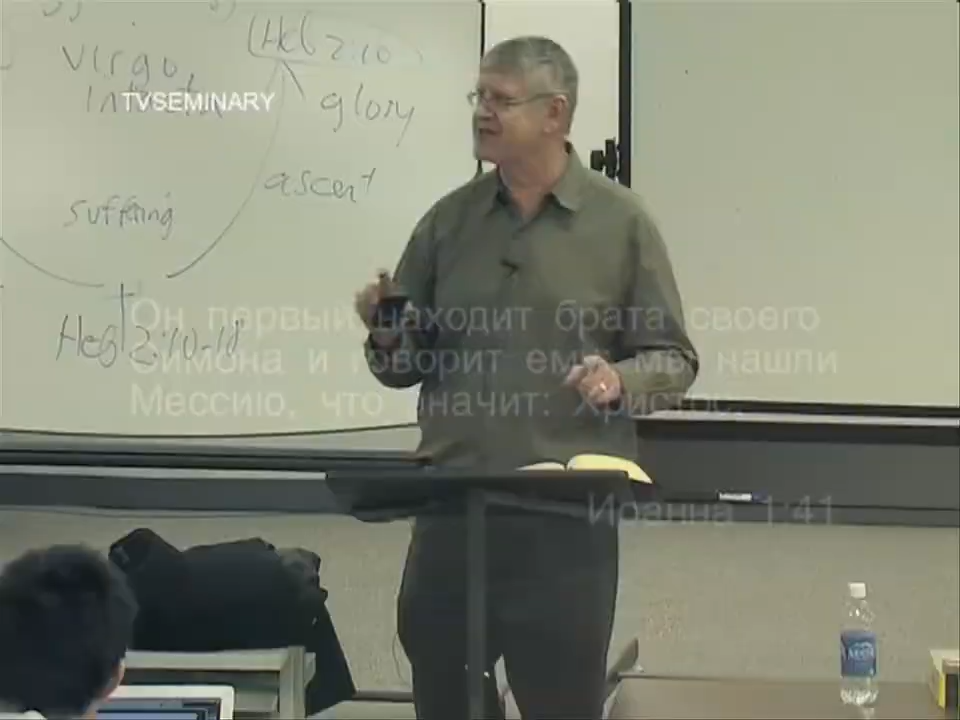 (Heb 2:10)
virgo
intacta
TVSEMINARY
glory
ascent
suffering
Heb 2:10-18
Он первый находит брата своего
Симона и говорит ему: мы нашли
Мессию, что значит: Христос.
Иоанна 1:41